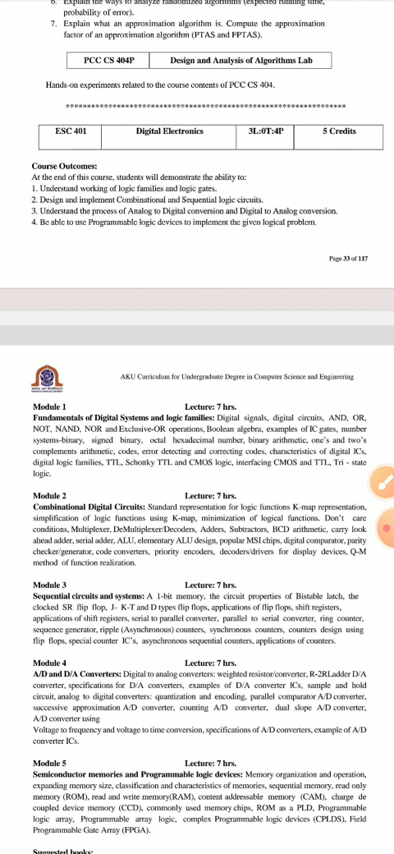 6. Explain the ways to analyze randomized algorithms (expected running time,
probability of error).
7. Explain what an approximation algorithm is. Compute the approximation
factor of an approximation algorithm (PTAS and FPTAS).
PCC CS 404P Design and Analysis of Algorithms Lab
Hands-on experiments related to the course contents of PCC CS 404.
**********************************************************************
ESC 401 Digital Electronics 3L:0T:4P 5 Credits
Course Outcomes:
At the end of this course, students will demonstrate the ability to:
1. Understand working of logic families and logic gates.
2. Design and implement Combinational and Sequential logic circuits.
3. Understand the process of Analog to Digital conversion and Digital to Analog conversion.
4. Be able to use Programmable logic devices to implement the given logical problem.
Page 33 of 117
AKU Curriculum for Undergraduate Degree in Computer Science and Engineering
Module 1 Lecture: 7 hrs.
Fundamentals of Digital Systems and logic families: Digital signals, digital circuits, AND, OR,
NOT, NAND, NOR and Exclusive-OR operations, Boolean algebra, examples of IC gates, number
systems-binary, signed binary, octal hexadecimal number, binary arithmetic, one's and two's
complements arithmetic, codes, error detecting and correcting codes, characteristics of digital ICs,
digital logic families, TTL, Schottky TTL and CMOS logic, interfacing CMOS and TTL, Tri - state
logic.
Module 2 Lecture: 7 hrs.
Combinational Digital Circuits: Standard representation for logic functions K-map representation,
simplification of logic functions using K-map, minimization of logical functions. Don't care
conditions, Multiplexer, DeMultiplexer/Decoders, Adders, Subtractors, BCD arithmetic, carry look
ahead adder, serial adder, ALU, elementary ALU design, popular MSI chips, digital comparator, parity
checker/generator, code converters, priority encoders, decoders/drivers for display devices, Q-M
method of function realization.
Module 3 Lecture: 7 hrs.
Sequential circuits and systems: A 1-bit memory, the circuit properties of Bistable latch, the
clocked SR flip flop, J- K-T and D types flip flops, applications of flip flops, shift registers,
applications of shift registers, serial to parallel converter, parallel to serial converter, ring counter,
sequence generator, ripple (Asynchronous) counters, synchronous counters, counters design using
flip flops, special counter IC's, asynchronous sequential counters, applications of counters.
Module 4 Lecture: 7 hrs.
A/D and D/A Converters: Digital to analog converters: weighted resistor/converter, R-2RLadder D/A
converter, specifications for D/A converters, examples of D/A converter ICs, sample and hold
circuit, analog to digital converters: quantization and encoding, parallel comparator A/D converter,
successive approximation A/D converter, counting A/D converter, dual slope A/D converter,
A/D converter using
Voltage to frequency and voltage to time conversion, specifications of A/D converters, example of A/D
converter ICs.
Module 5 Lecture: 7 hrs.
Semiconductor memories and Programmable logic devices: Memory organization and operation,
expanding memory size, classification and characteristics of memories, sequential memory, read only
memory (ROM), read and write memory(RAM), content addressable memory (CAM), charge de
coupled device memory (CCD), commonly used memory chips, ROM as a PLD, Programmable
logic array, Programmable array logic, complex Programmable logic devices (CPLDS), Field
Programmable Gate Array (FPGA).
Suggested books: